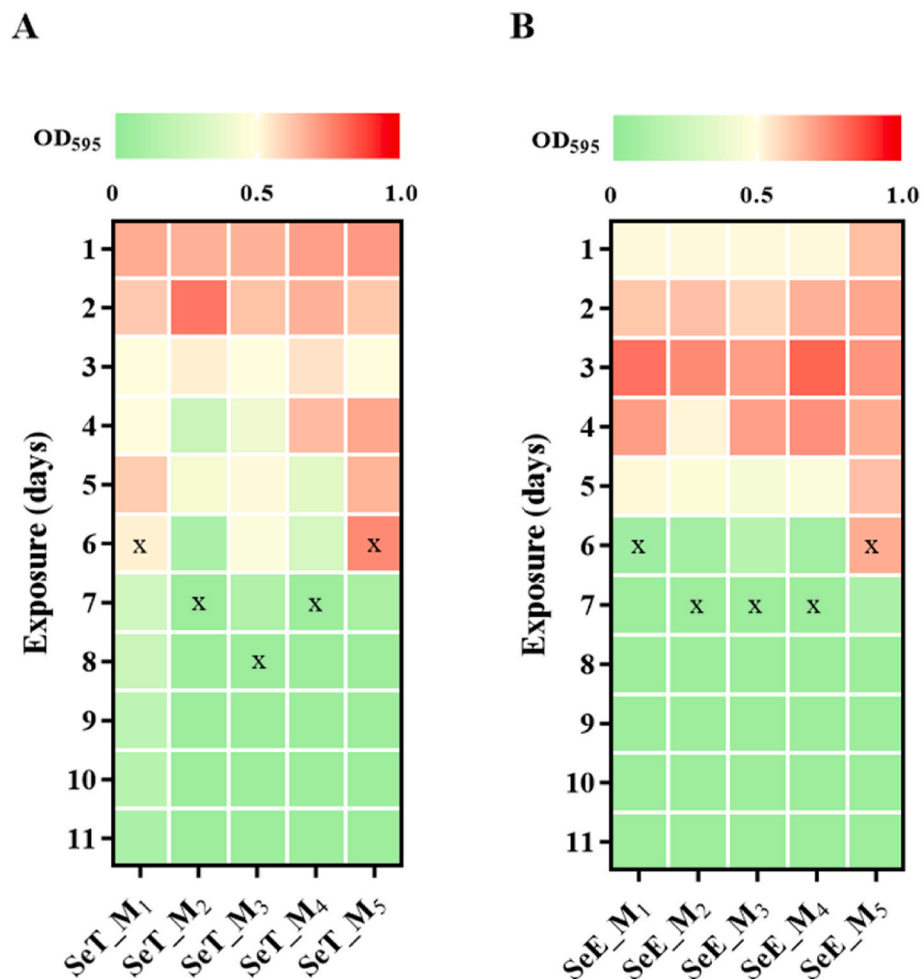 A
B
OD₅₉₅
0 0.5 1.0
OD₅₉₅
0 0.5 1.0
Exposure (days)
1
2
3
4
5
6
7
8
9
10
11
x x
x x
x
SeT_M₁ SeT_M₂ SeT_M₃ SeT_M₄ SeT_M₅
Exposure (days)
1
2
3
4
5
6
7
8
9
10
11
x x
x x x
SeE_M₁ SeE_M₂ SeE_M₃ SeE_M₄ SeE_M₅